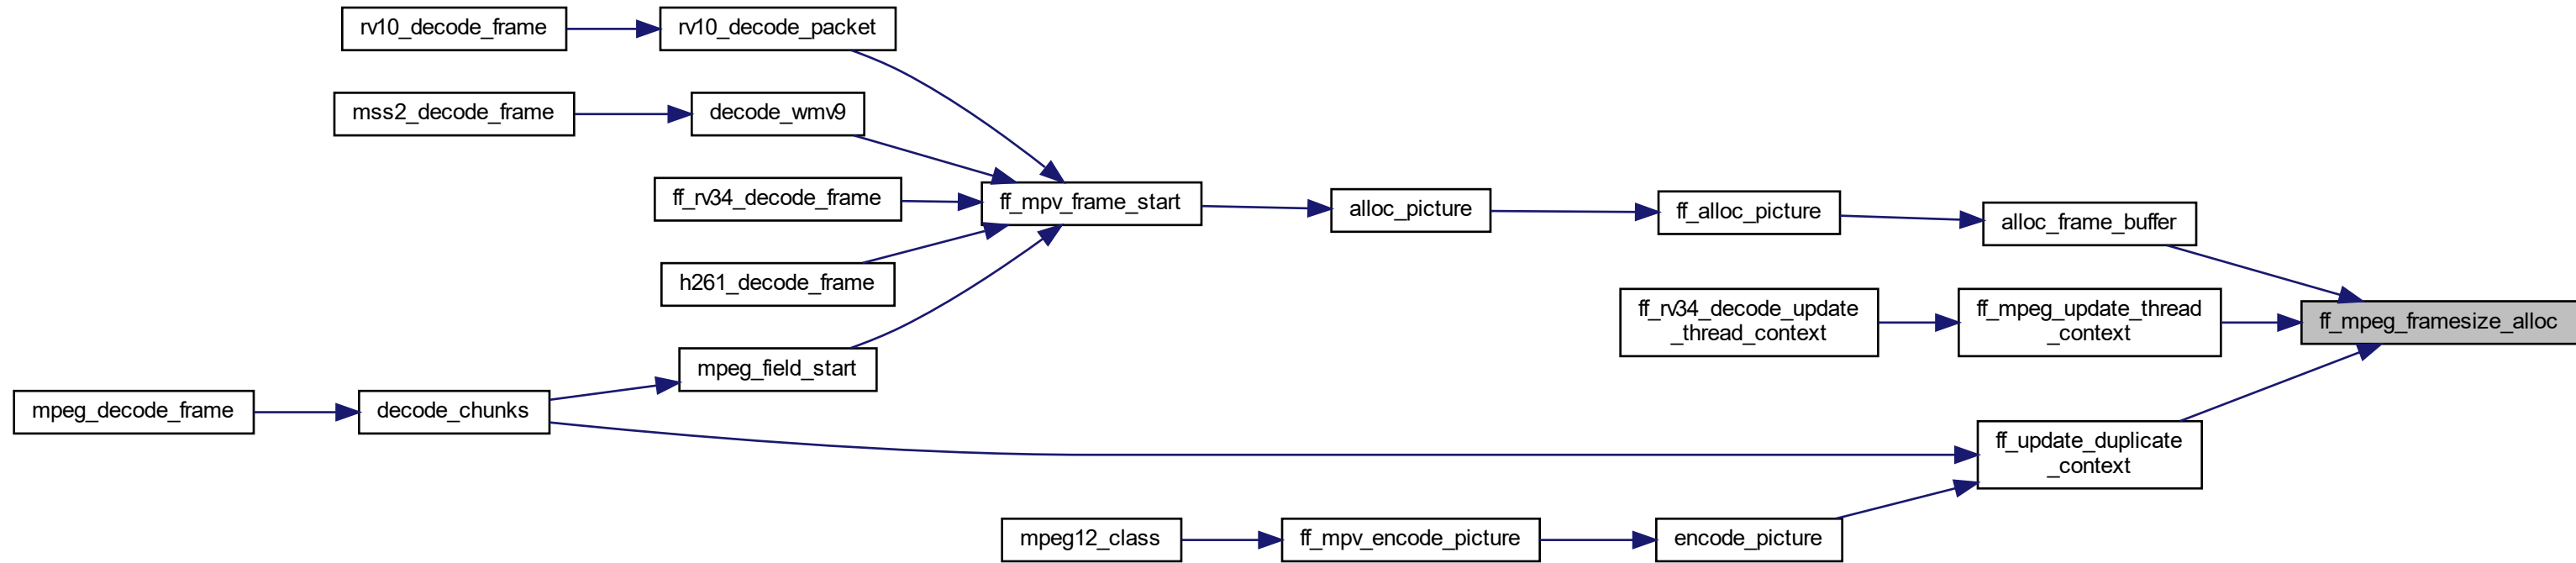 rv10_decode_frame
rv10_decode_packet
mss2_decode_frame
decode_wmv9
ff_rv34_decode_frame
ff_mpv_frame_start
alloc_picture
ff_alloc_picture
alloc_frame_buffer
h261_decode_frame
ff_rv34_decode_update
_thread_context
ff_mpeg_update_thread
_context
ff_mpeg_framesize_alloc
mpeg_field_start
mpeg_decode_frame
decode_chunks
ff_update_duplicate
_context
mpeg12_class
ff_mpv_encode_picture
encode_picture